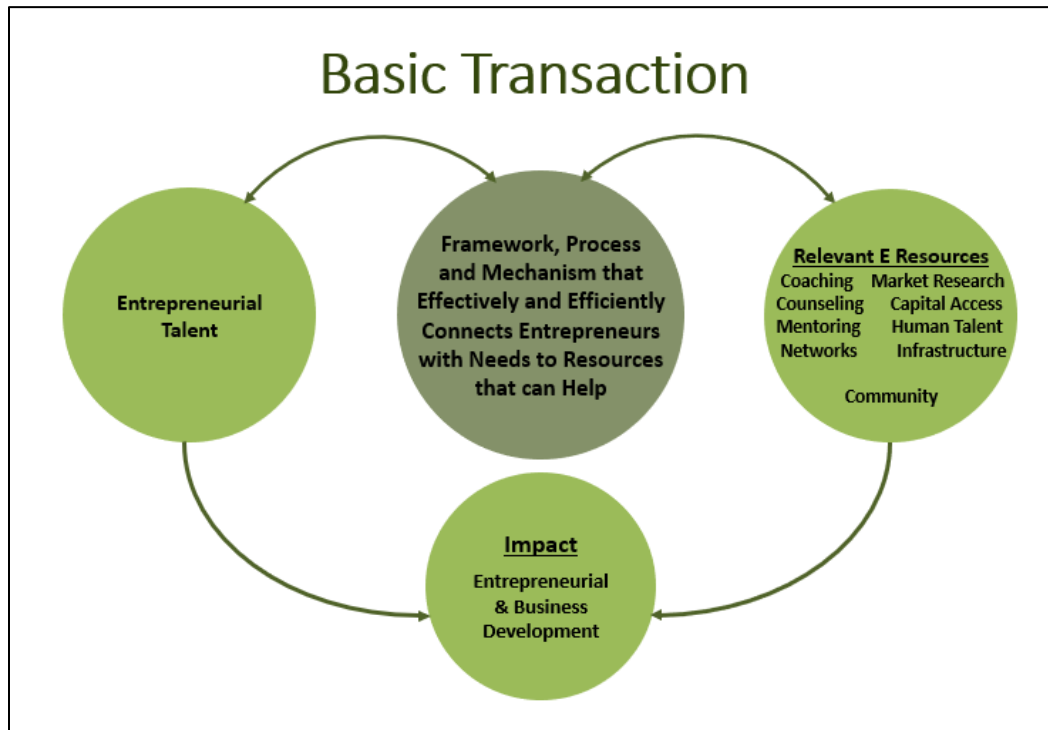 Basic Transaction
Entrepreneurial
Talent
Framework, Process
and Mechanism that
Effectively and Efficiently
Connects Entrepreneurs
with Needs to Resources
that can Help
Relevant E Resources
Coaching Market Research
Counseling Capital Access
Mentoring Human Talent
Networks Infrastructure
Community
Impact
Entrepreneurial
& Business
Development